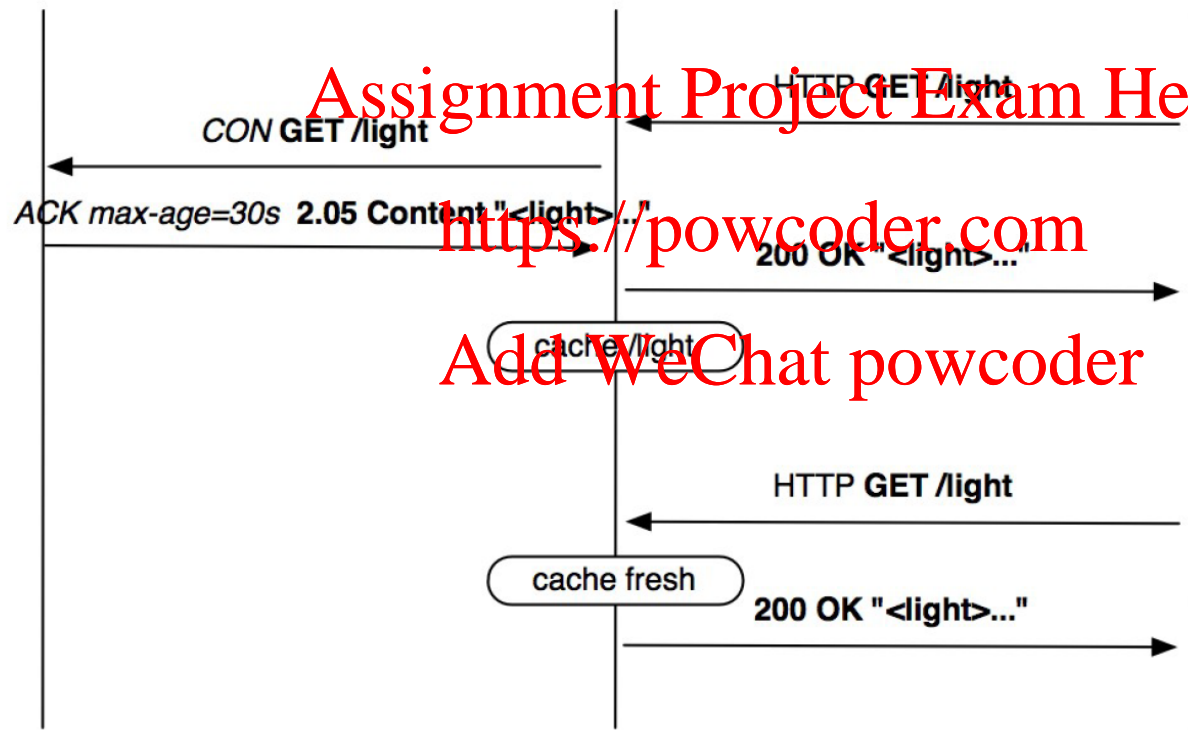 Assignment Project Exam He
HTTP GET /light
CON GET /light
ACK max-age=30s 2.05 Content "<light>..."
https://powcoder.com
200 OK "<light>..."
cache /light
Add WeChat powcoder
HTTP GET /light
cache fresh
200 OK "<light>..."